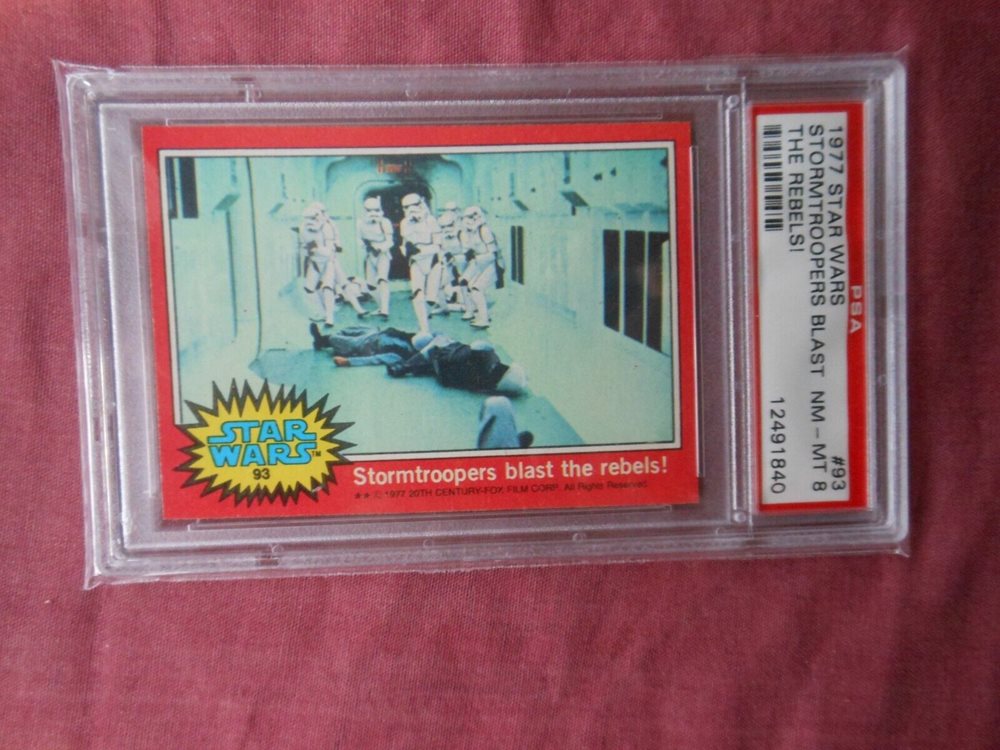 STAR
WARS™
93
Stormtroopers blast the rebels!
★★ © 1977 20TH CENTURY-FOX FILM CORP. All Rights Reserved.
PSA
1977 STAR WARS #93
STORMTROOPERS BLAST NM-MT 8
THE REBELS!
12491840